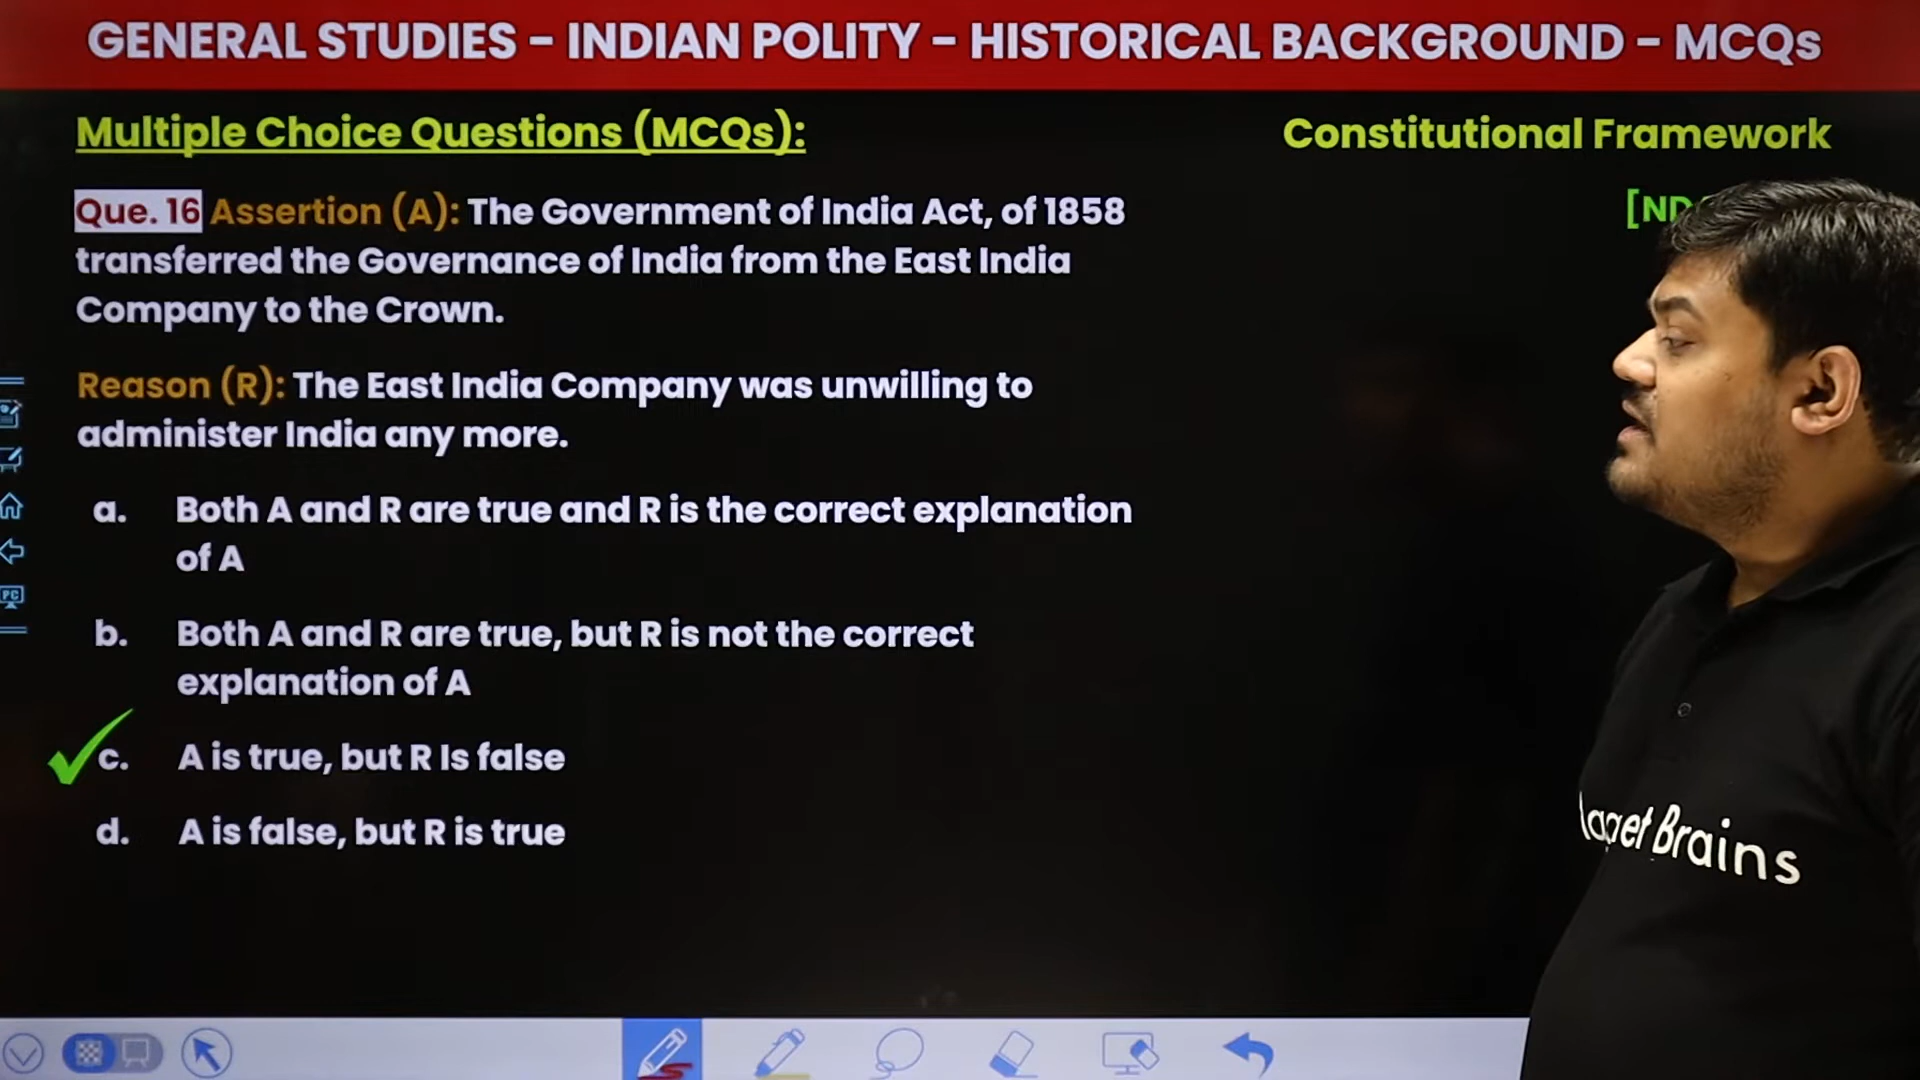 GENERAL STUDIES - INDIAN POLITY - HISTORICAL BACKGROUND - MCQs
Multiple Choice Questions (MCQs):
Constitutional Framework
Que. 16 Assertion (A): The Government of India Act, of 1858
transferred the Governance of India from the East India
Company to the Crown.
Reason (R): The East India Company was unwilling to
administer India any more.
a. Both A and R are true and R is the correct explanation
of A
b. Both A and R are true, but R is not the correct
explanation of A
c. A is true, but R Is false
d. A is false, but R is true
Brains
PC